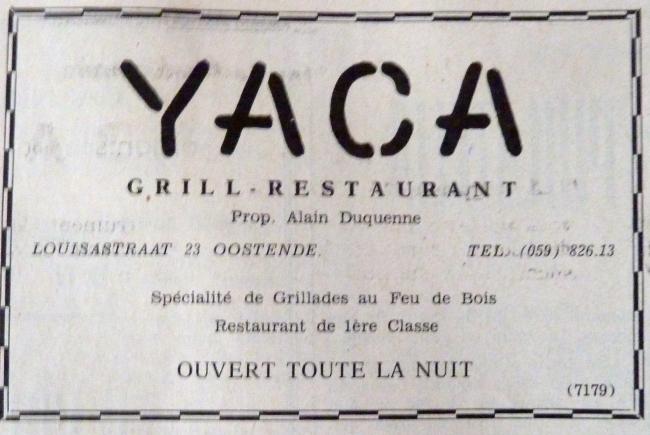 YACA
GRILL-RESTAURANT
Prop. Alain Duquenne
LOUISASTRAAT 23 OOSTENDE. TEL. (059) 826.13
Spécialité de Grillades au Feu de Bois
Restaurant de 1ère Classe
OUVERT TOUTE LA NUIT
(7179)